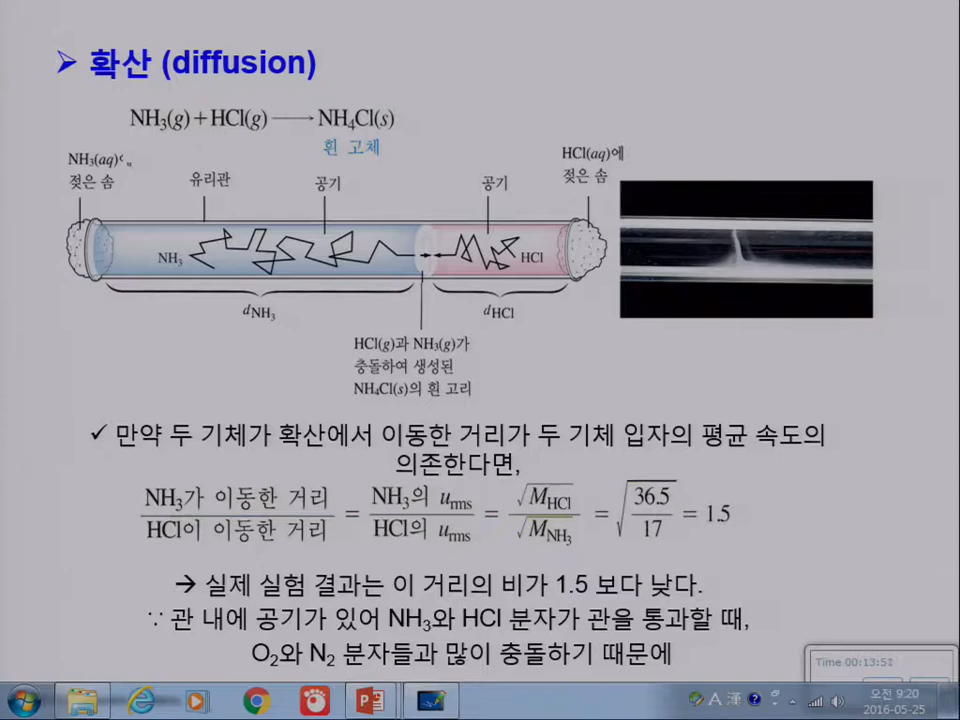 확산 (diffusion)
NH₃(g)+HCl(g) ⟶ NH₄Cl(s)
흰 고체
NH₃(aq)
젖은 솜
유리관
공기
공기
HCl(aq)에
젖은 솜
NH₃
HCl
dNH₃
dHCl
HCl(g)과 NH₃(g)가
충돌하여 생성된
NH₄Cl(s)의 흰 고리
✓ 만약 두 기체가 확산에서 이동한 거리가 두 기체 입자의 평균 속도의
의존한다면,
NH₃가 이동한 거리 / HCl이 이동한 거리 = NH₃의 urms / HCl의 urms = √MHCl / √MNH₃ = √(36.5 / 17) = 1.5
→ 실제 실험 결과는 이 거리의 비가 1.5 보다 낮다.
∵ 관 내에 공기가 있어 NH₃와 HCl 분자가 관을 통과할 때,
O₂와 N₂ 분자들과 많이 충돌하기 때문에
Time 00:13:51
A 漢
오전 9:20
2016-05-25